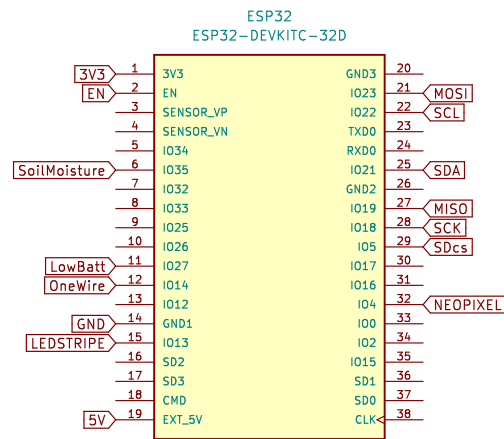 ESP32
ESP32-DEVKITC-32D
3V3 1 3V3 GND3 20
EN 2 EN IO23 21 MOSI
3 SENSOR_VP IO22 22 SCL
4 SENSOR_VN TXD0 23
5 IO34 RXD0 24
SoilMoisture 6 IO35 IO21 25 SDA
7 IO32 GND2 26
8 IO33 IO19 27 MISO
9 IO25 IO18 28 SCK
10 IO26 IO5 29 SDcs
LowBatt 11 IO27 IO17 30
OneWire 12 IO14 IO16 31
13 IO12 IO4 32 NEOPIXEL
GND 14 GND1 IO0 33
LEDSTRIPE 15 IO13 IO2 34
16 SD2 IO15 35
17 SD3 SD1 36
18 CMD SD0 37
5V 19 EXT_5V CLK 38